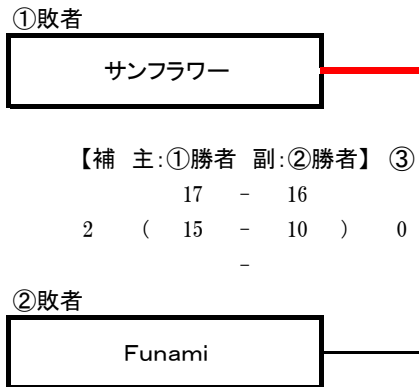 ①敗者
サンフラワー
【補 主:①勝者 副:②勝者】 ③
17 - 16
2 ( 15 - 10 ) 0
-
②敗者
Funami